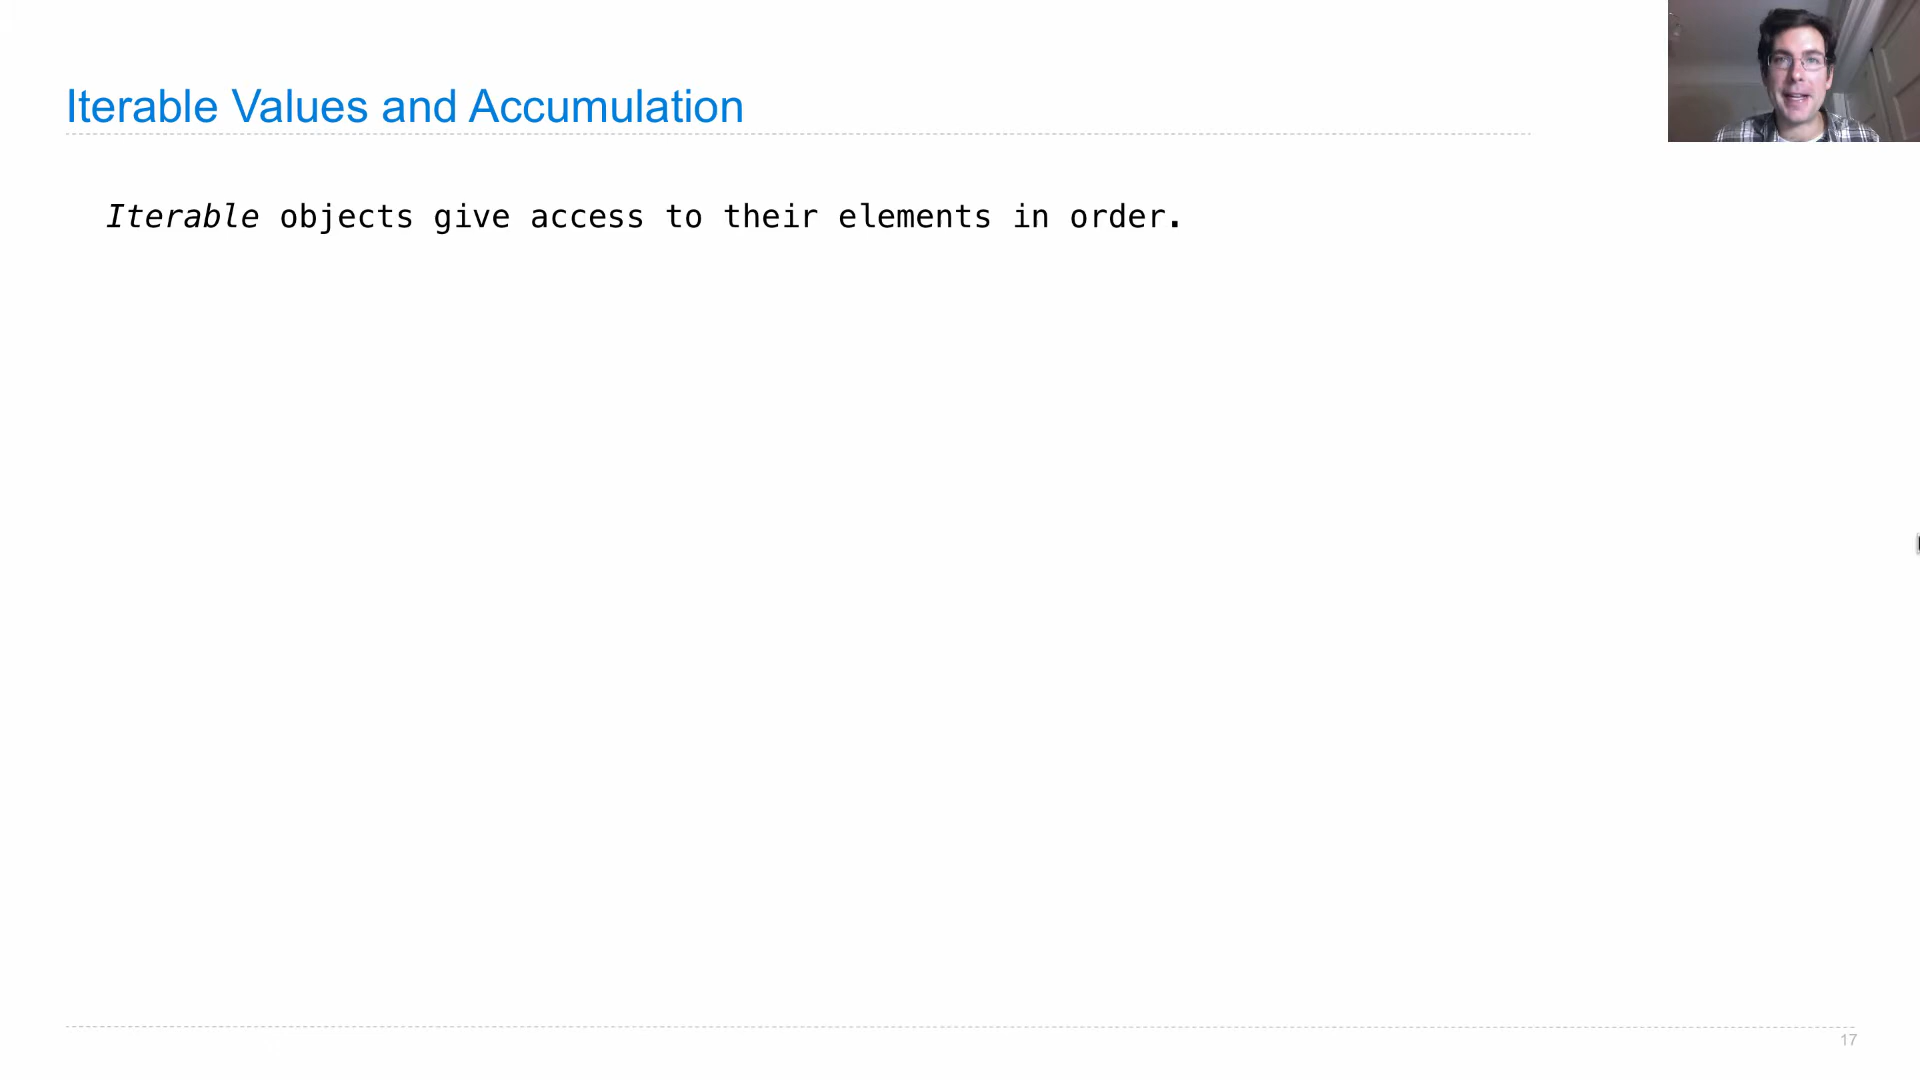 Iterable Values and Accumulation
Iterable objects give access to their elements in order.
17